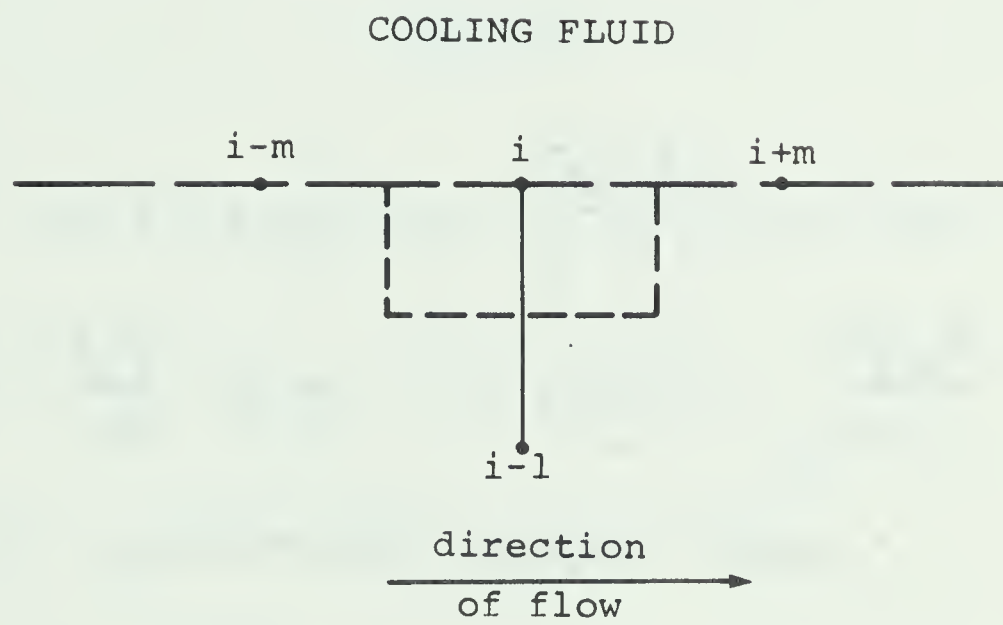 COOLING FLUID
i-m
i
i+m
i-1
direction
of flow